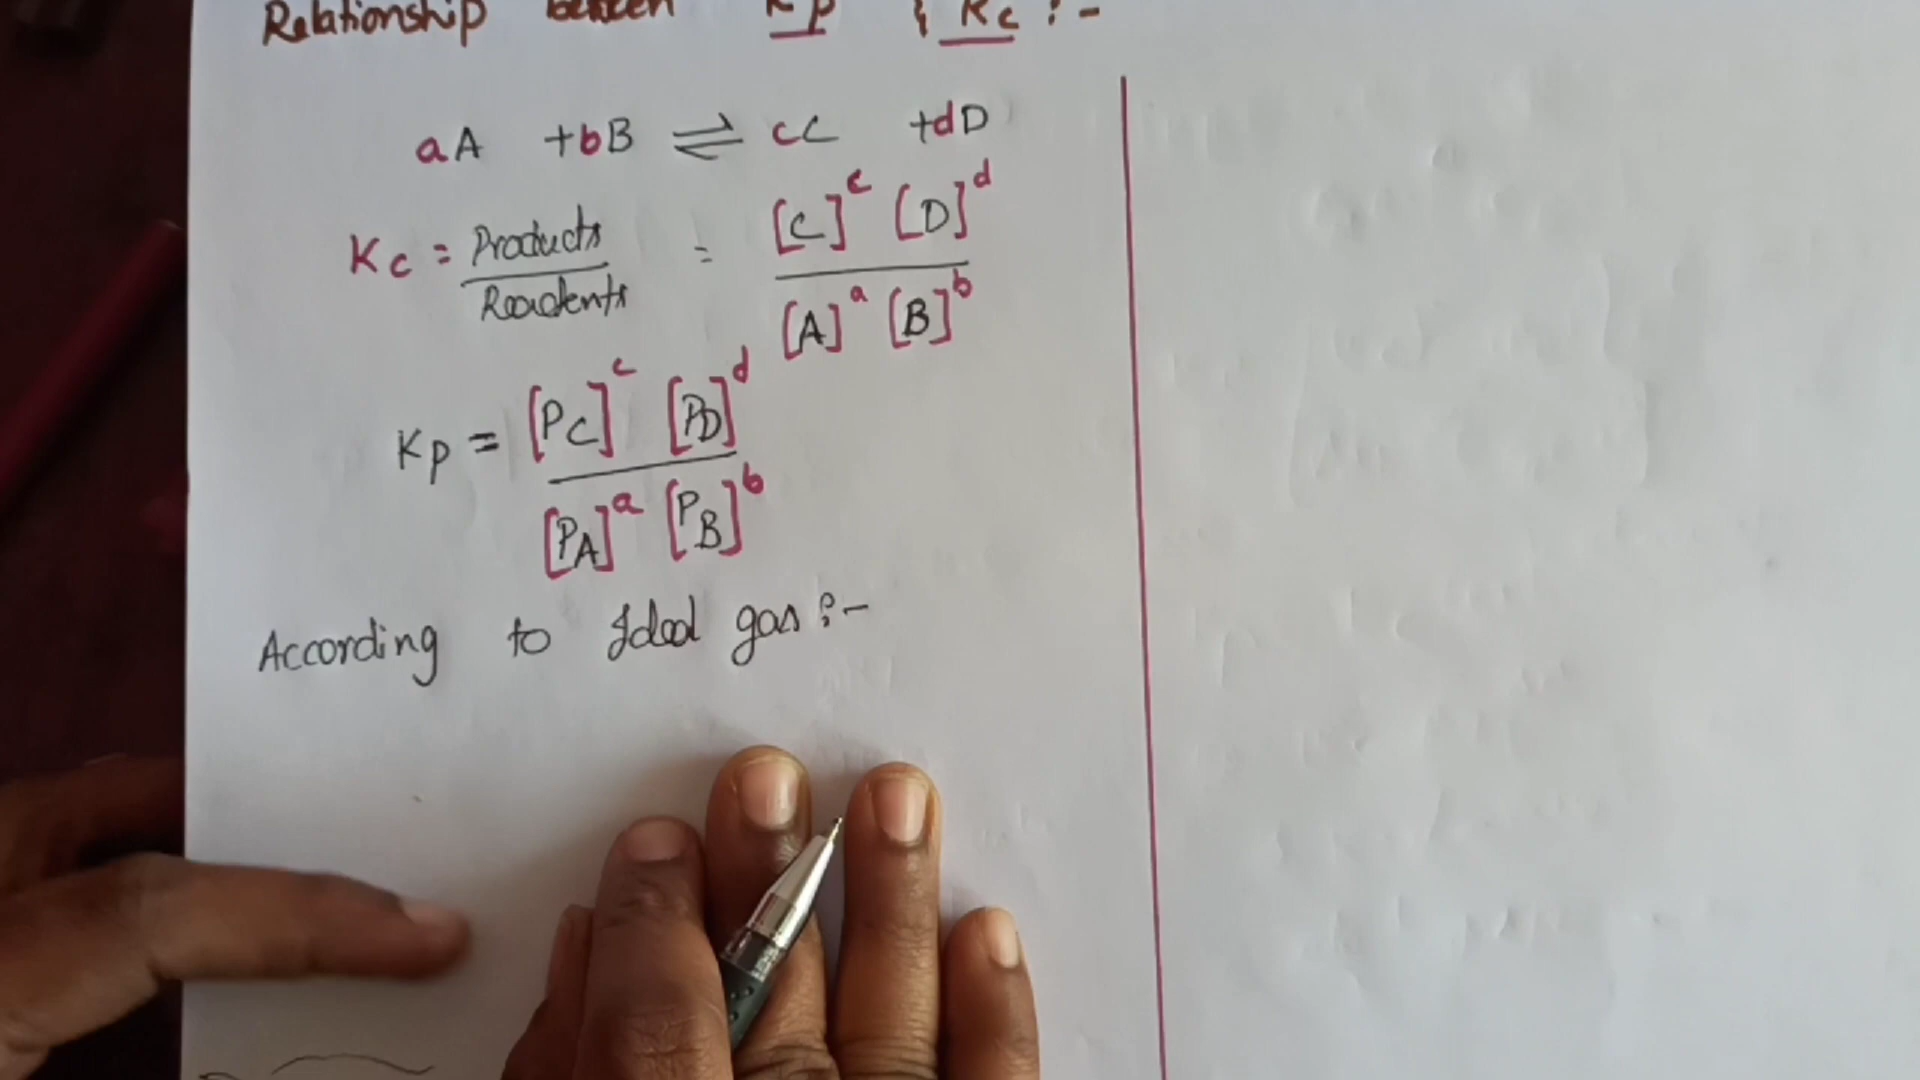 Relationship between Kp & Kc :-
aA + bB ⇌ cC + dD
Kc = Products / Reactents = [C]^c [D]^d / [A]^a [B]^b
Kp = [PC]^c [PD]^d / [PA]^a [PB]^b
According to Ideal gas :-